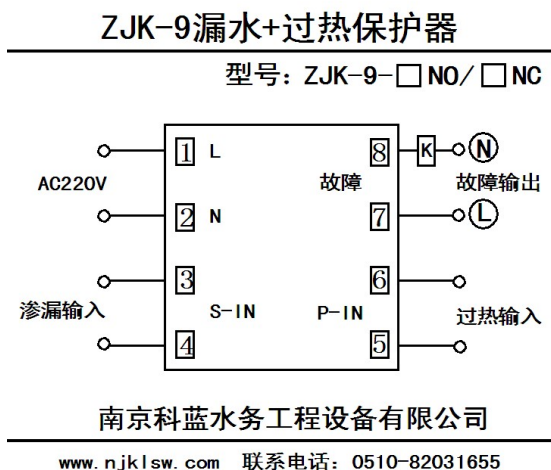 ZJK-9漏水+过热保护器
型号: ZJK-9-□NO/□NC
1 L 8 K N
AC220V 故障 故障输出
2 N 7 L
3 6
渗漏输入 S-IN P-IN 过热输入
4 5
南京科蓝水务工程设备有限公司
www.njklsw.com 联系电话: 0510-82031655